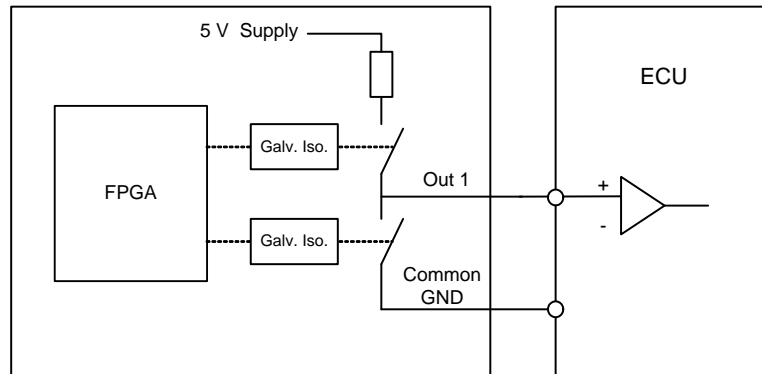 5 V Supply
ECU
Galv. Iso.
FPGA
Out 1
+
-
Galv. Iso.
Common
GND